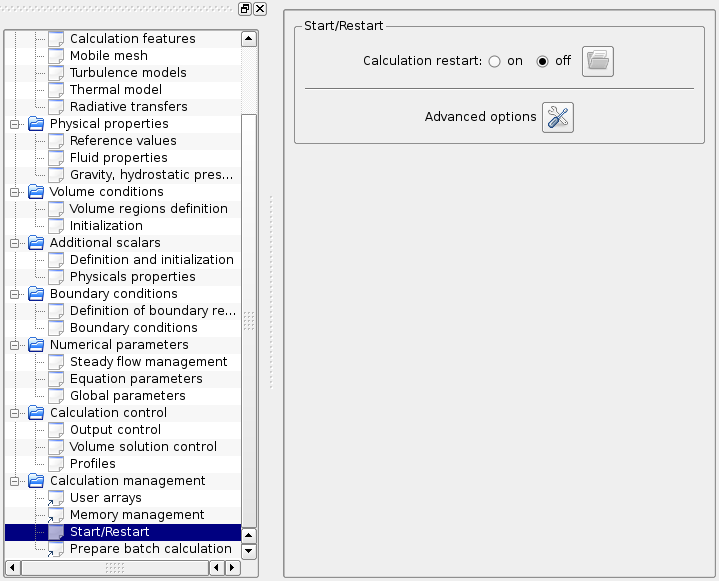 Calculation features
Mobile mesh
Turbulence models
Thermal model
Radiative transfers
Physical properties
Reference values
Fluid properties
Gravity, hydrostatic pres...
Volume conditions
Volume regions definition
Initialization
Additional scalars
Definition and initialization
Physicals properties
Boundary conditions
Definition of boundary re...
Boundary conditions
Numerical parameters
Steady flow management
Equation parameters
Global parameters
Calculation control
Output control
Volume solution control
Profiles
Calculation management
User arrays
Memory management
Start/Restart
Prepare batch calculation
Start/Restart
Calculation restart: on off
Advanced options